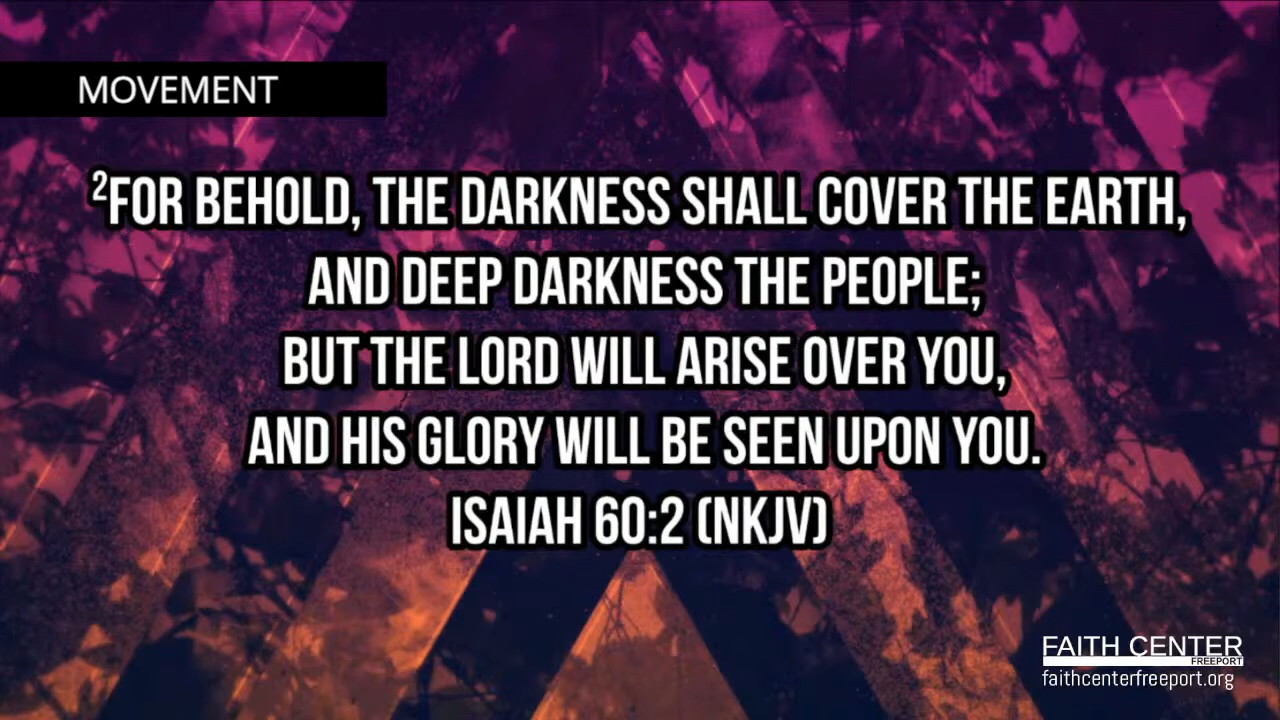 MOVEMENT
²FOR BEHOLD, THE DARKNESS SHALL COVER THE EARTH,
AND DEEP DARKNESS THE PEOPLE;
BUT THE LORD WILL ARISE OVER YOU,
AND HIS GLORY WILL BE SEEN UPON YOU.
ISAIAH 60:2 (NKJV)
FAITH CENTER
FREEPORT
faithcenterfreeport.org